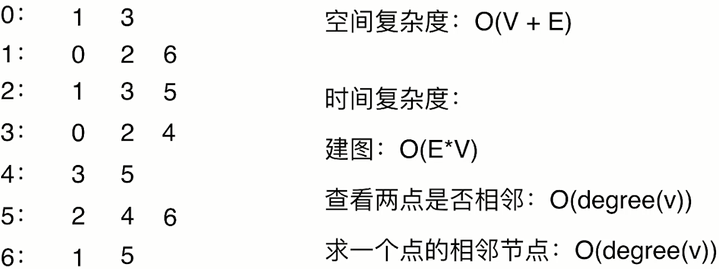 0: 1 3
空间复杂度：O(V + E)
1: 0 2 6
2: 1 3 5
时间复杂度：
3: 0 2 4
建图：O(E*V)
4: 3 5
查看两点是否相邻：O(degree(v))
5: 2 4 6
求一个点的相邻节点：O(degree(v))
6: 1 5